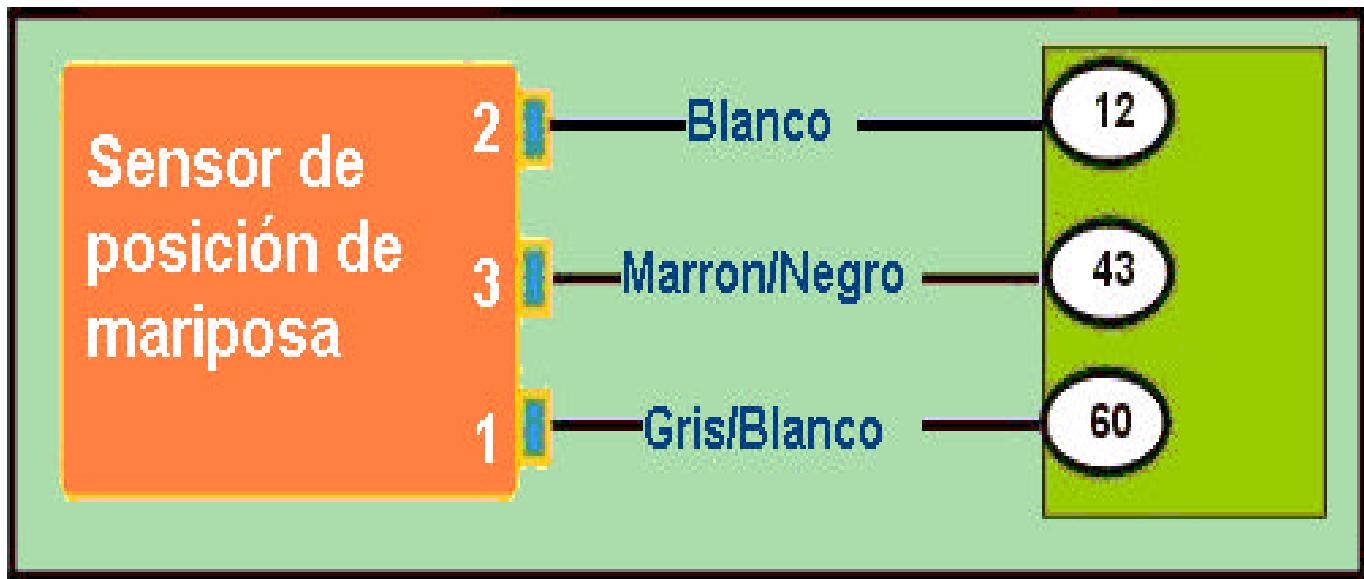 Sensor de
posición de
mariposa
2
Blanco
12
3
Marron/Negro
43
1
Gris/Blanco
60